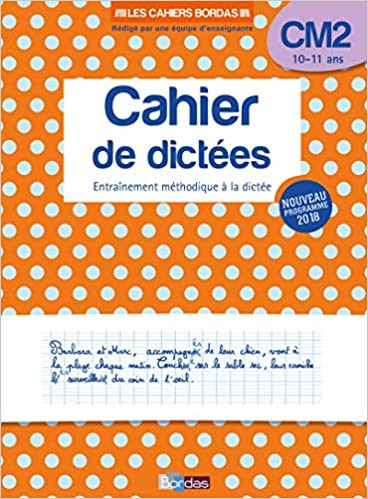 LES CAHIERS BORDAS
Rédigé par une équipe d'enseignants
CM2
10-11 ans
Cahier
de dictées
Entraînement méthodique à la dictée
NOUVEAU
PROGRAMME
2018
Barbara et Marc, accompagnés de leur chien, vont à
la plage chaque matin. Couché sur le sable sec, leur caniche
les surveille du coin de l'œil.
Bordas